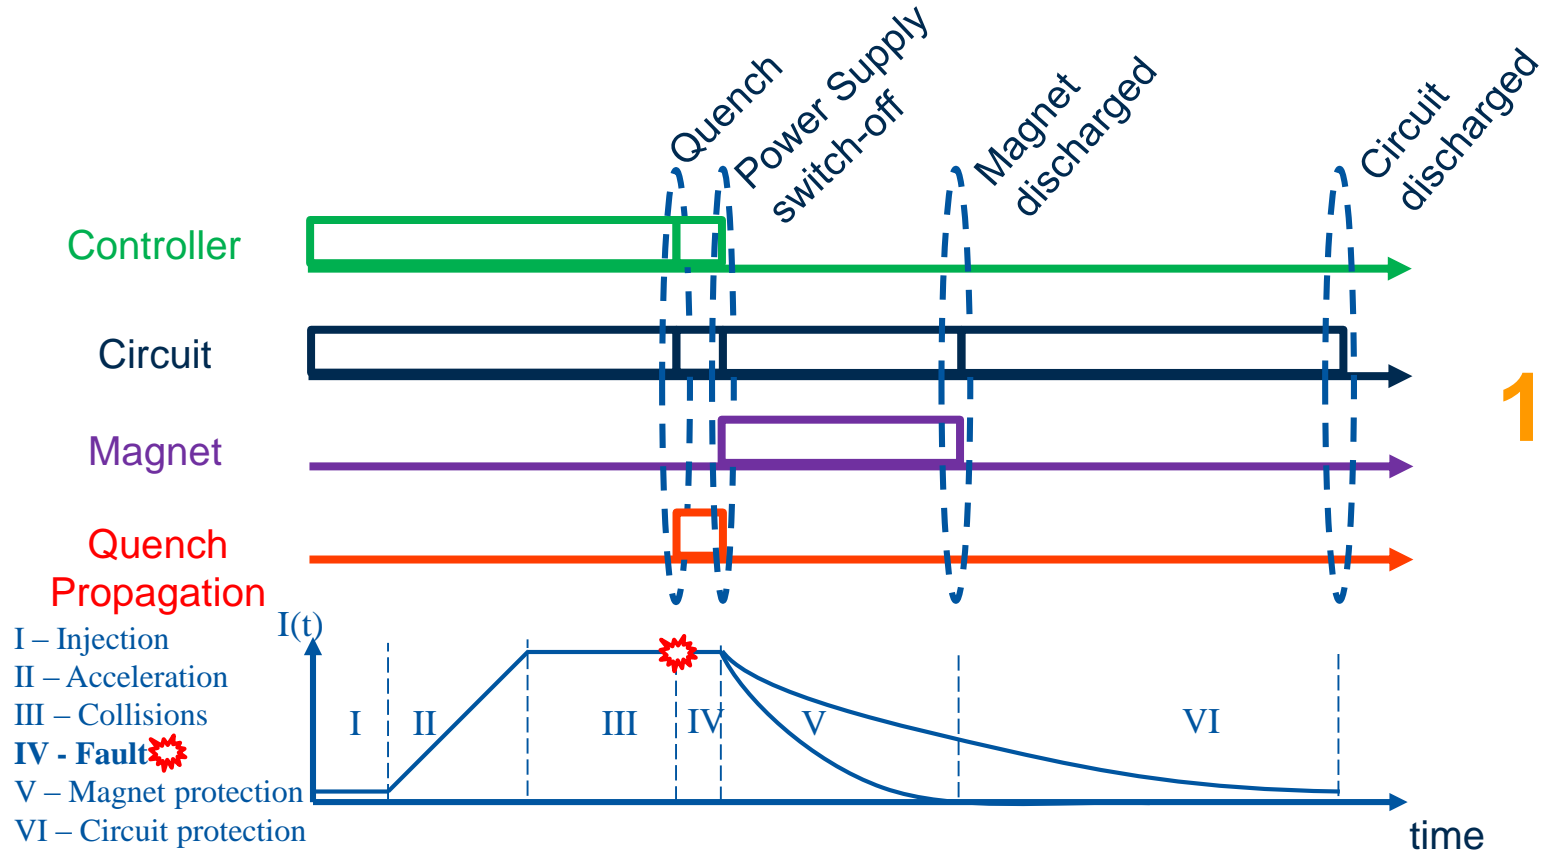 Quench
Power Supply
switch-off
Magnet
discharged
Circuit
discharged
Controller
Circuit
Magnet
Quench
Propagation
1
I – Injection
II – Acceleration
III – Collisions
IV - Fault
V – Magnet protection
VI – Circuit protection
I(t)
I
II
III
IV
V
VI
time